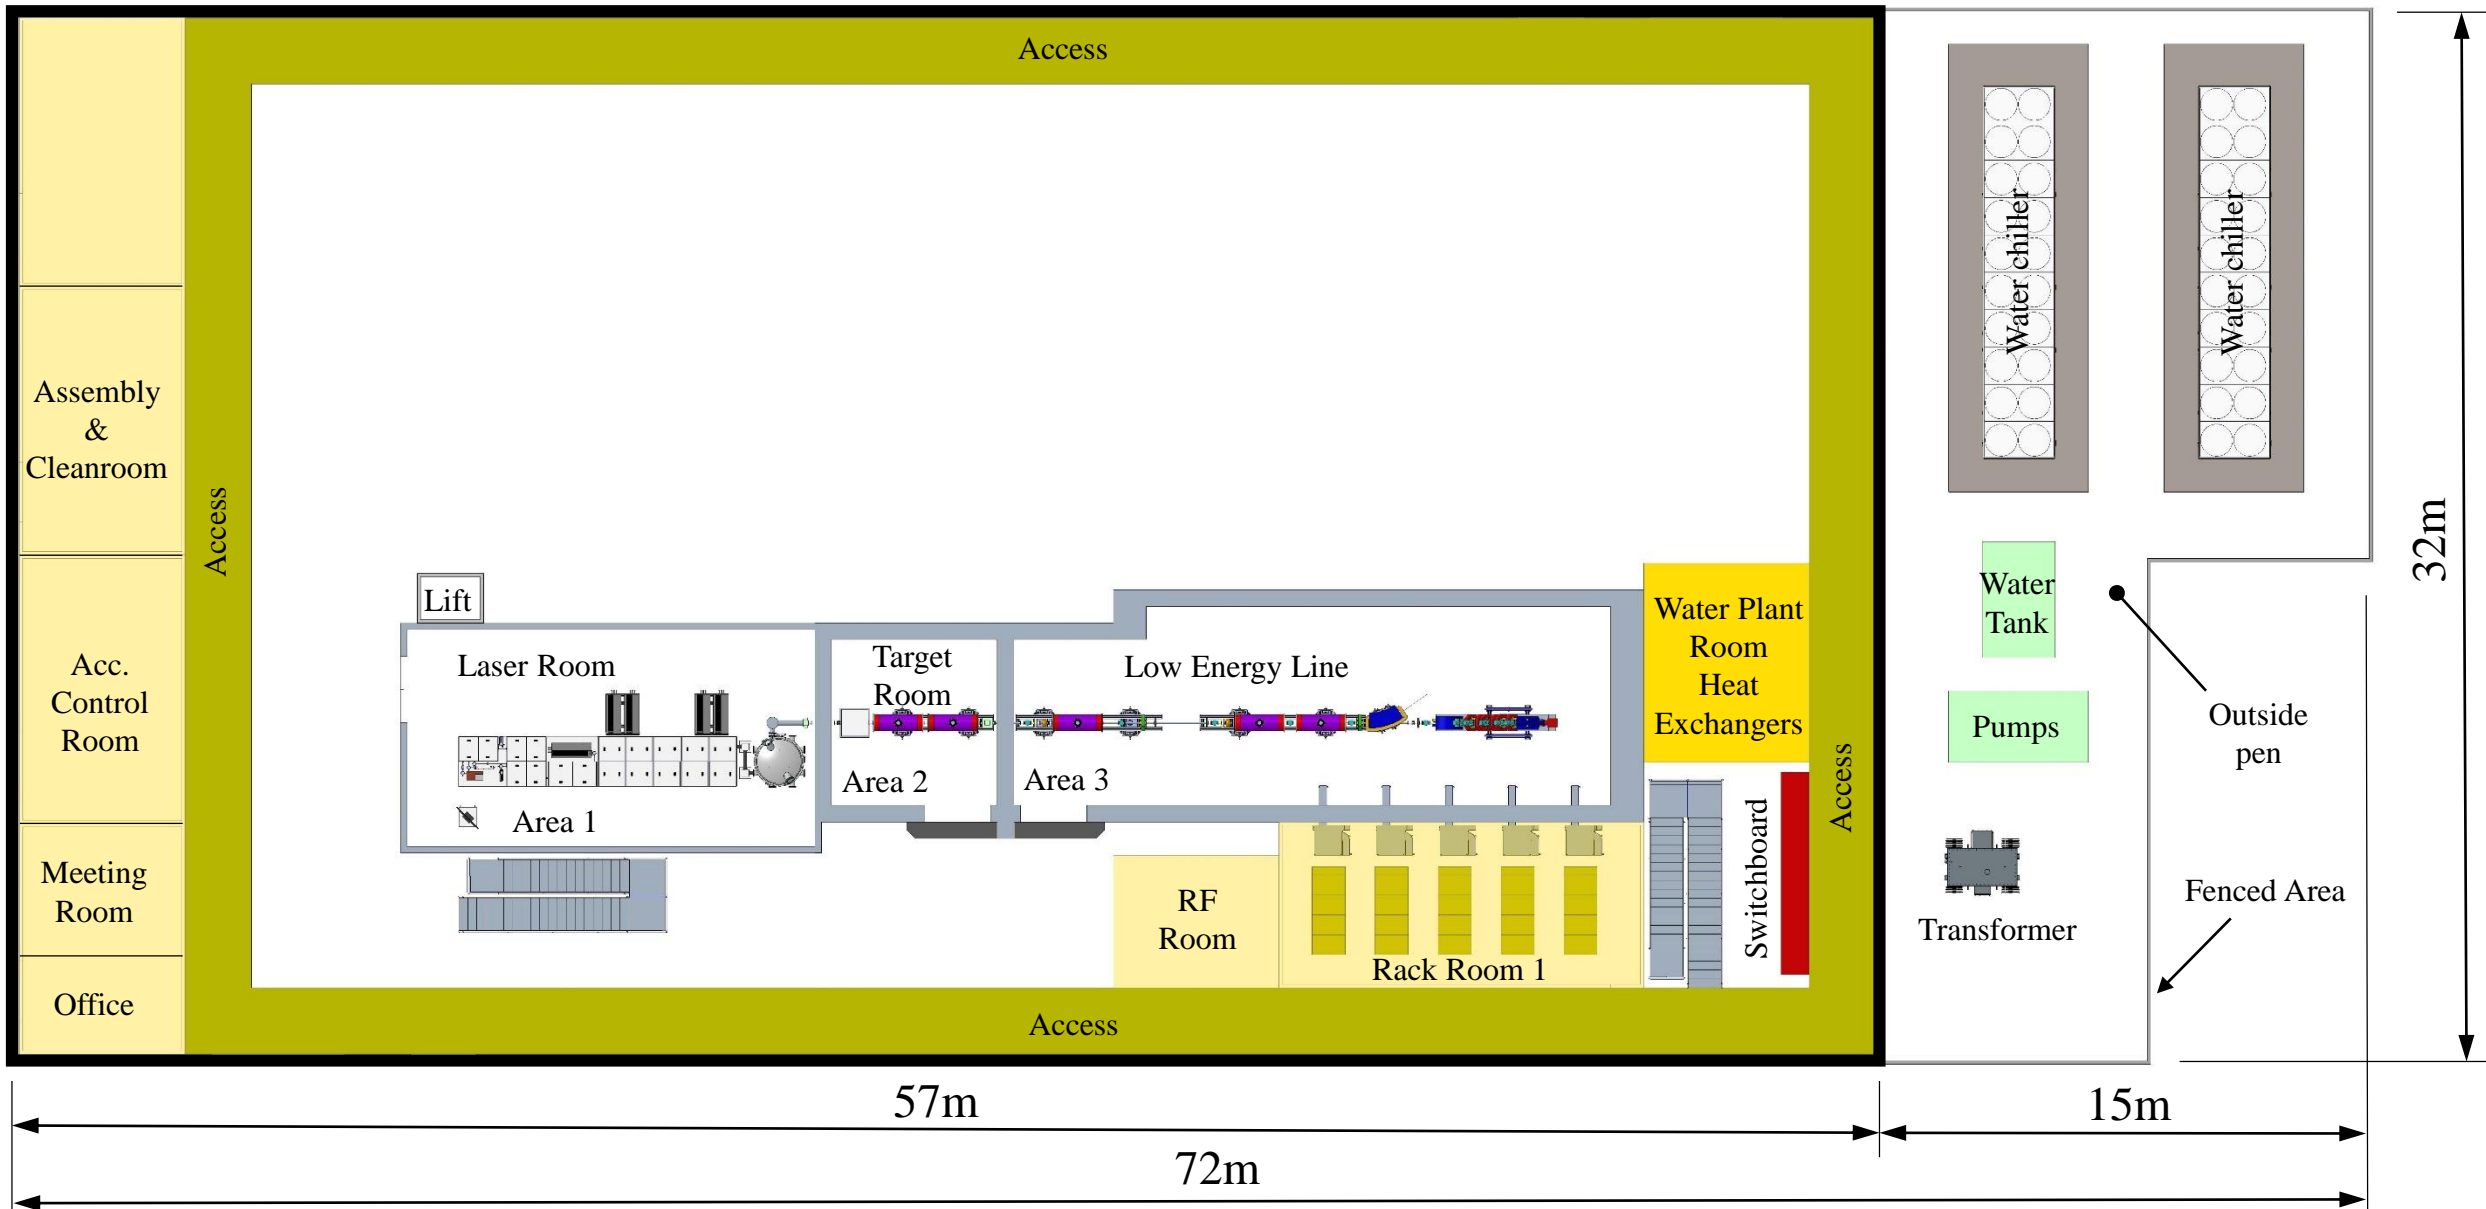 Access
Water chiller
Water chiller
Assembly
&
Cleanroom
Access
32m
Lift
Water
Tank
Water Plant
Room
Heat
Exchangers
Laser Room
Target
Room
Low Energy Line
Acc.
Control
Room
Outside
pen
Pumps
Area 1
Area 2
Area 3
Access
Switchboard
Meeting
Room
RF
Room
Fenced Area
Transformer
Rack Room 1
Office
Access
57m
15m
72m